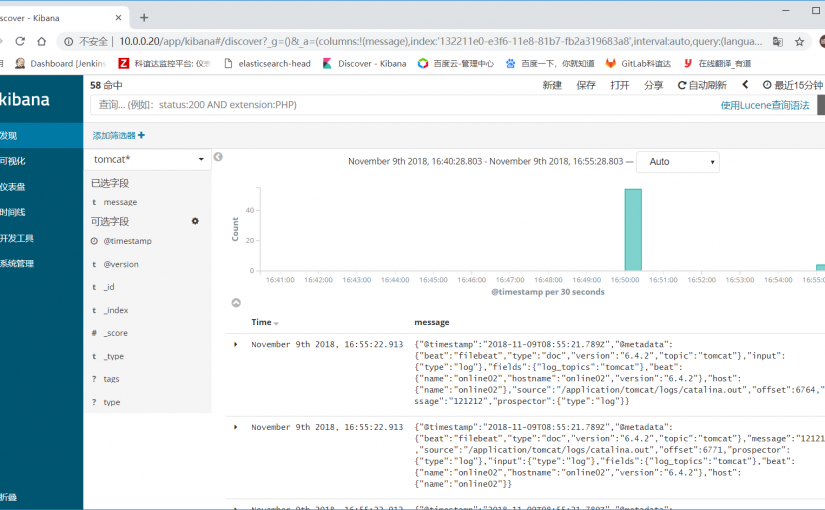 scover - Kibana
不安全 | 10.0.0.20/app/kibana#/discover?_g=()&_a=(columns:!(message),index:'132211e0-e3f6-11e8-81b7-fb2a319683a8',interval:auto,query:(langua...
Dashboard [Jenkins
科谊达监控平台: 仪表
elasticsearch-head
Discover - Kibana
百度云-管理中心
百度一下，你就知道
GitLab科谊达
在线翻译_有道
kibana
58 命中
新建 保存 打开 分享 自动刷新 最近15分钟
查询... (例如：status:200 AND extension:PHP)
使用Lucene查询语法
发现
可视化
仪表盘
时间线
开发工具
系统管理
折叠
添加筛选器
tomcat*
已选字段
t message
可选字段
@timestamp
t @version
t _id
t _index
# _score
t _type
? tags
? type
November 9th 2018, 16:40:28.803 - November 9th 2018, 16:55:28.803 —
Auto
Count
40
20
0
16:41:00 16:42:00 16:43:00 16:44:00 16:45:00 16:46:00 16:47:00 16:48:00 16:49:00 16:50:00 16:51:00 16:52:00 16:53:00 16:54:00 16:55:0
@timestamp per 30 seconds
Time message
November 9th 2018, 16:55:22.913
{"@timestamp":"2018-11-09T08:55:21.789Z","@metadata":
{"beat":"filebeat","type":"doc","version":"6.4.2","topic":"tomcat"},"input":
{"type":"log"},"fields":{"log_topics":"tomcat"},"beat":
{"name":"online02","hostname":"online02","version":"6.4.2"},"host":
{"name":"online02"},"source":"/application/tomcat/logs/catalina.out","offset":6764,"
ssage":"121212","prospector":{"type":"log"}}
November 9th 2018, 16:55:22.913
{"@timestamp":"2018-11-09T08:55:21.789Z","@metadata":
{"beat":"filebeat","type":"doc","version":"6.4.2","topic":"tomcat"},"message":"12121
,"source":"/application/tomcat/logs/catalina.out","offset":6771,"prospector":
{"type":"log"},"input":{"type":"log"},"fields":{"log_topics":"tomcat"},"beat":
{"name":"online02","hostname":"online02","version":"6.4.2"},"host":
{"name":"online02"}}